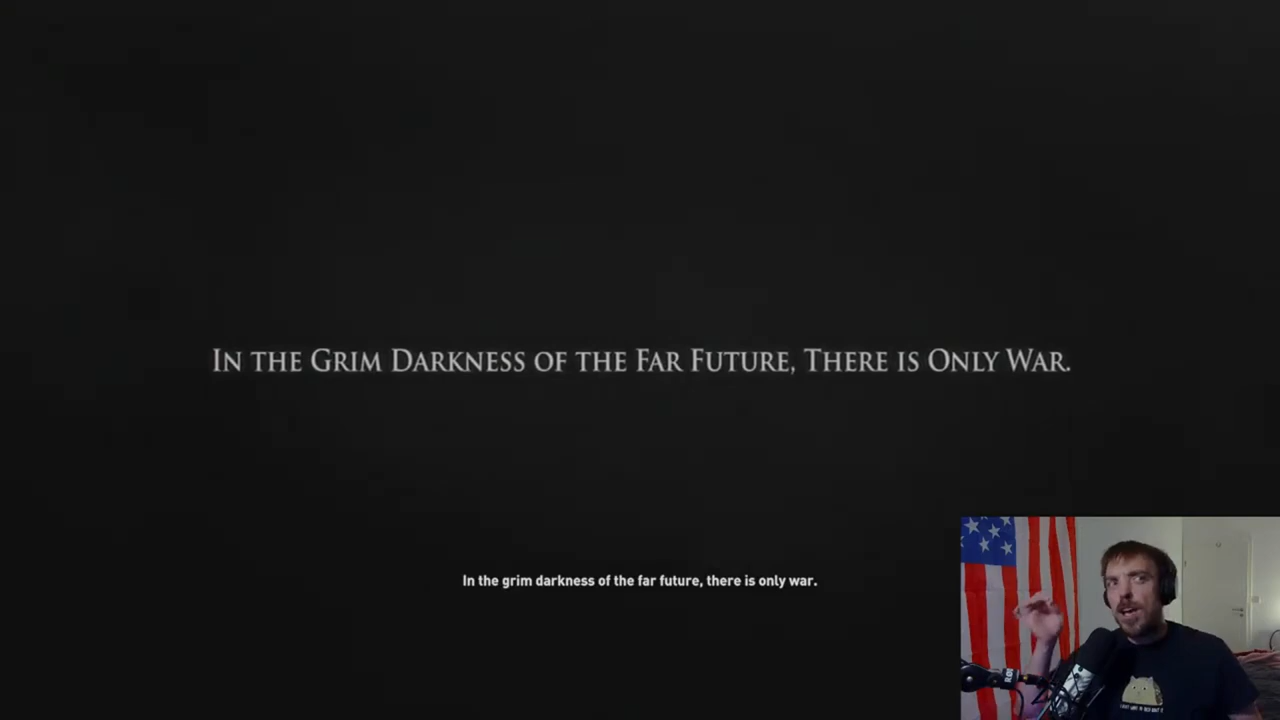 In the Grim Darkness of the Far Future, There is Only War.
In the grim darkness of the far future, there is only war.